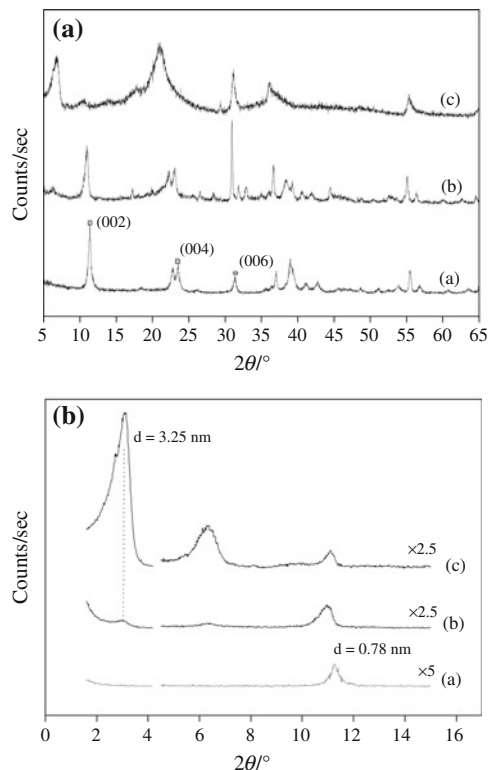 (a)
Counts/sec
(c)
(b)
(002)
(004)
(006)
(a)
5 10 15 20 25 30 35 40 45 50 55 60 65
2θ/°
(b)
Counts/sec
d = 3.25 nm
×2.5
(c)
×2.5
(b)
d = 0.78 nm
×5
(a)
0 2 4 6 8 10 12 14 16
2θ/°